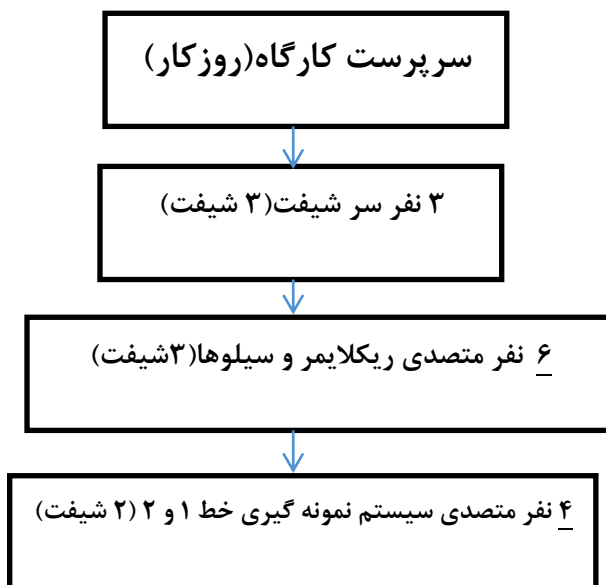 سرپرست کارگاه(روزکار)
۳ نفر سر شیفت(۳ شیفت)
۶ نفر متصدی ریکلایمر و سیلوها(۳شیفت)
۴ نفر متصدی سیستم نمونه گیری خط ۱ و ۲ (۲ شیفت)